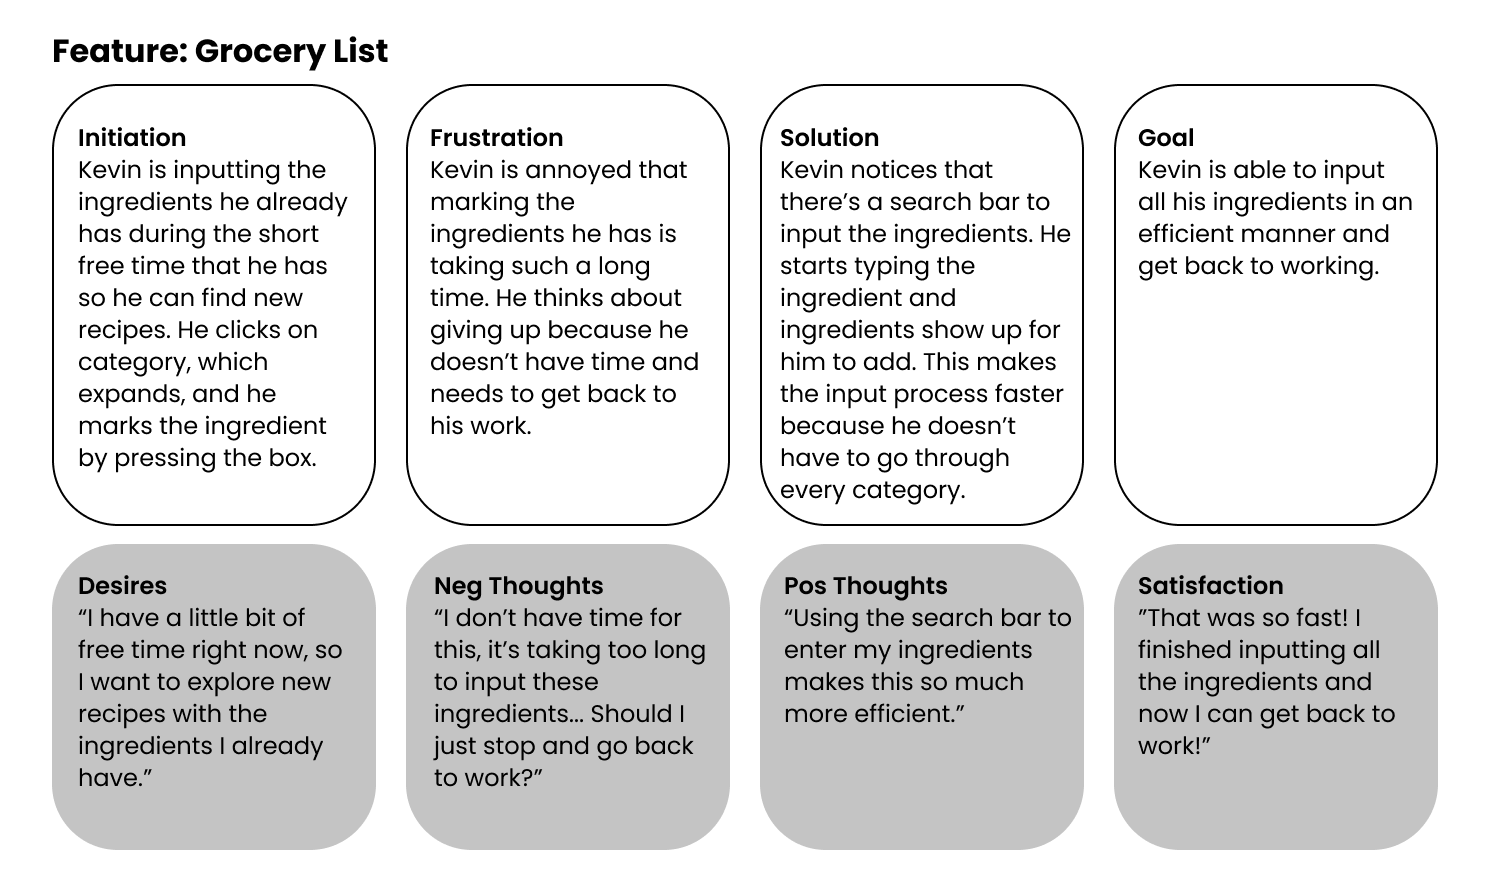 Feature: Grocery List
Initiation
Kevin is inputting the
ingredients he already
has during the short
free time that he has
so he can find new
recipes. He clicks on
category, which
expands, and he
marks the ingredient
by pressing the box.
Frustration
Kevin is annoyed that
marking the
ingredients he has is
taking such a long
time. He thinks about
giving up because he
doesn’t have time and
needs to get back to
his work.
Solution
Kevin notices that
there’s a search bar to
input the ingredients. He
starts typing the
ingredient and
ingredients show up for
him to add. This makes
the input process faster
because he doesn’t
have to go through
every category.
Goal
Kevin is able to input
all his ingredients in an
efficient manner and
get back to working.
Desires
“I have a little bit of
free time right now, so
I want to explore new
recipes with the
ingredients I already
have.”
Neg Thoughts
“I don’t have time for
this, it’s taking too long
to input these
ingredients... Should I
just stop and go back
to work?”
Pos Thoughts
“Using the search bar to
enter my ingredients
makes this so much
more efficient.”
Satisfaction
”That was so fast! I
finished inputting all
the ingredients and
now I can get back to
work!”